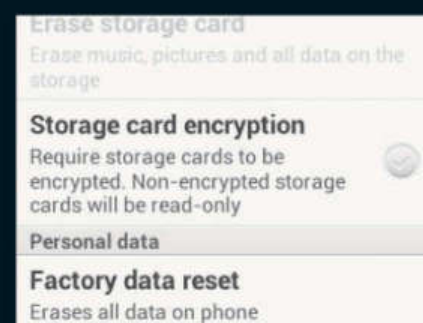 Erase storage card
Erase music, pictures and all data on the
storage
Storage card encryption
Require storage cards to be
encrypted. Non-encrypted storage
cards will be read-only
Personal data
Factory data reset
Erases all data on phone